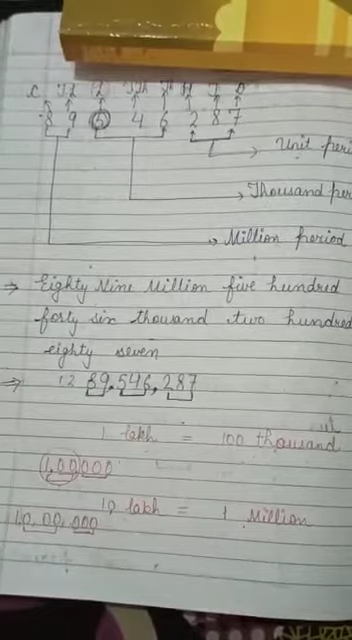 C TL L TTh Th H T O
8 9 5 4 6 2 8 7
Unit peri
Thousand per
Million period
⇒ Eighty Nine Million five hundred
forty six thousand two hundred
eighty seven
⇒ 12 89,546,287
1 lakh = 100 thousand
1,00,000
10 lakh = 1 Million
10,00,000